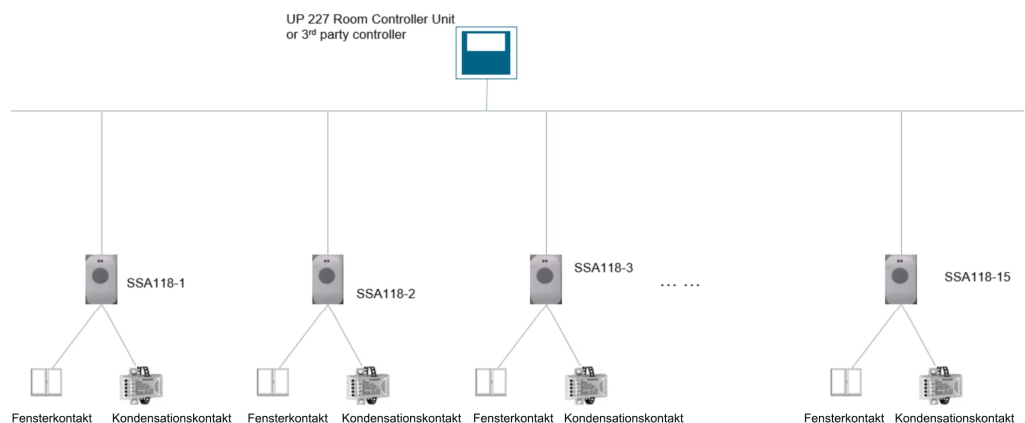 UP 227 Room Controller Unit
or 3rd party controller
SSA118-1
SSA118-2
SSA118-3
... ...
SSA118-15
Fensterkontakt Kondensationskontakt Fensterkontakt Kondensationskontakt Fensterkontakt Kondensationskontakt Fensterkontakt Kondensationskontakt